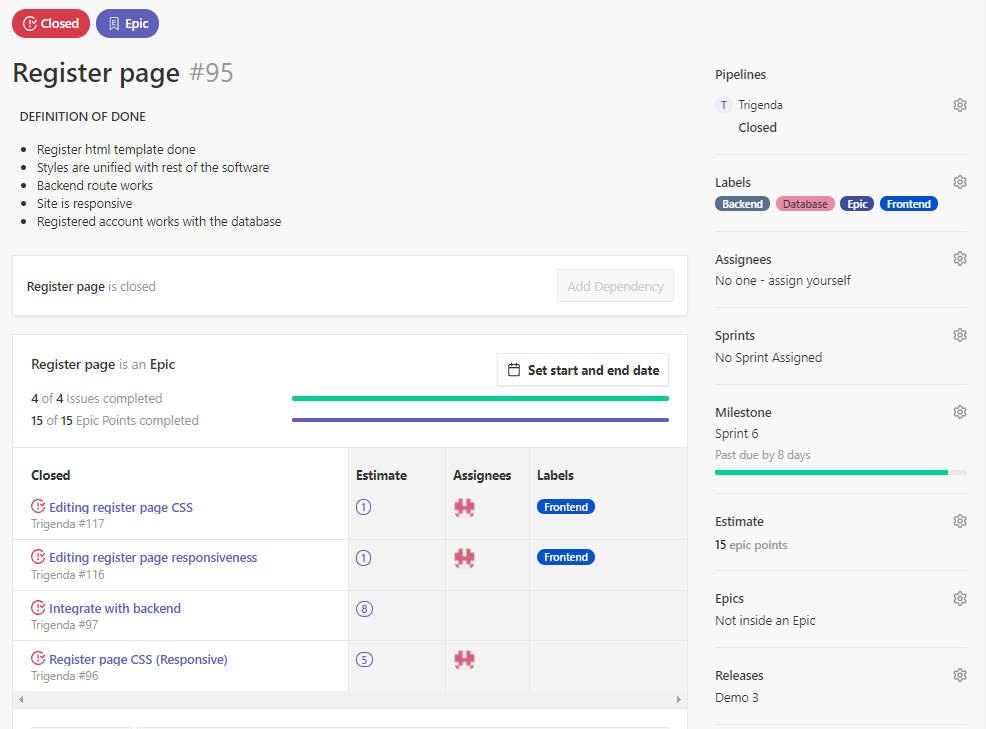 Closed
Epic
Register page #95
DEFINITION OF DONE
Register html template done
Styles are unified with rest of the software
Backend route works
Site is responsive
Registered account works with the database
Register page is closed
Add Dependency
Register page is an Epic
Set start and end date
4 of 4 Issues completed
15 of 15 Epic Points completed
Closed Estimate Assignees Labels
Editing register page CSS 1 Frontend
Trigenda #117
Editing register page responsiveness 1 Frontend
Trigenda #116
Integrate with backend 8
Trigenda #97
Register page CSS (Responsive) 5
Trigenda #96
Pipelines
T Trigenda
Closed
Labels
Backend Database Epic Frontend
Assignees
No one - assign yourself
Sprints
No Sprint Assigned
Milestone
Sprint 6
Past due by 8 days
Estimate
15 epic points
Epics
Not inside an Epic
Releases
Demo 3